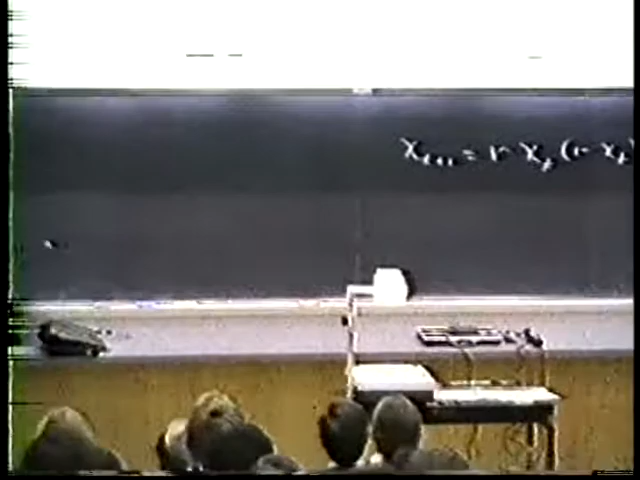 Xₜ₊₁ = r Xₜ (1- Xₜ)